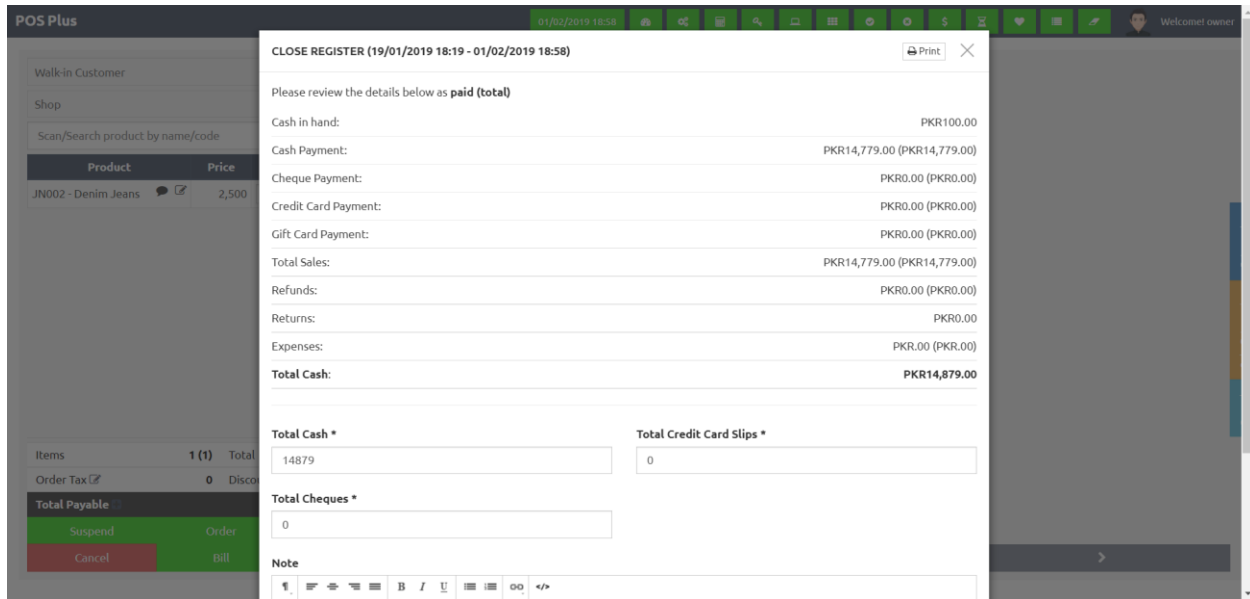 POS Plus 01/02/2019 18:58 Welcome! owner
CLOSE REGISTER (19/01/2019 18:19 - 01/02/2019 18:58) Print
Walk-in Customer
Shop
Scan/Search product by name/code
Product Price
JN002 - Denim Jeans 2,500
Please review the details below as paid (total)
Cash in hand: PKR100.00
Cash Payment: PKR14,779.00 (PKR14,779.00)
Cheque Payment: PKR0.00 (PKR0.00)
Credit Card Payment: PKR0.00 (PKR0.00)
Gift Card Payment: PKR0.00 (PKR0.00)
Total Sales: PKR14,779.00 (PKR14,779.00)
Refunds: PKR0.00 (PKR0.00)
Returns: PKR0.00
Expenses: PKR.00 (PKR.00)
Total Cash: PKR14,879.00
Total Cash * Total Credit Card Slips *
14879 0
Total Cheques *
0
Note
B I U
Items 1 (1) Total
Order Tax 0 Disco
Total Payable
Suspend Order
Cancel Bill